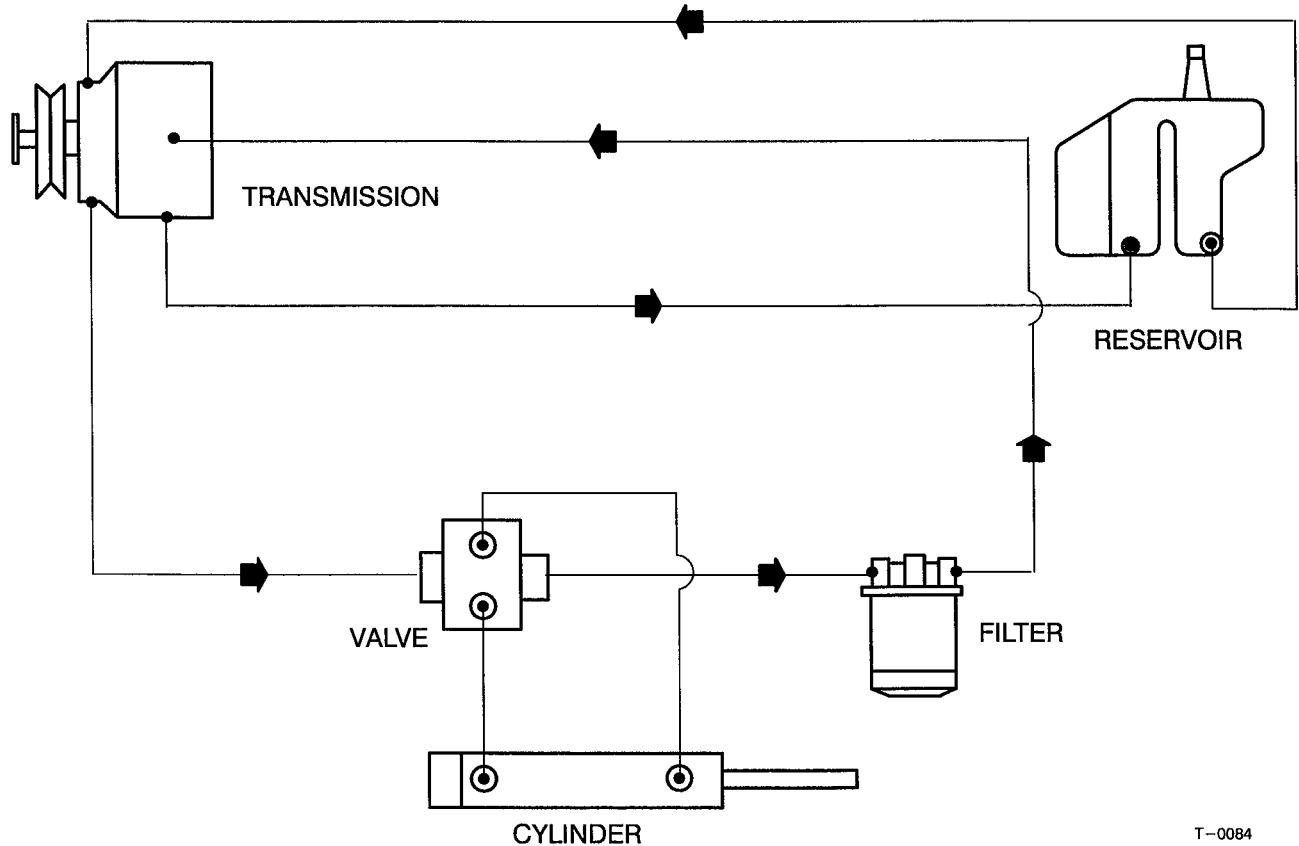 TRANSMISSION
RESERVOIR
VALVE
FILTER
CYLINDER
T-0084